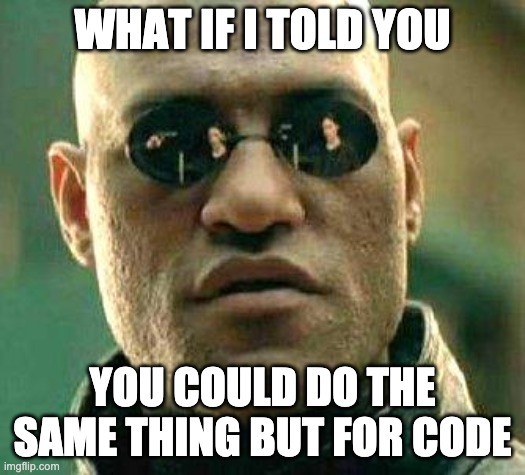 WHAT IF I TOLD YOU
YOU COULD DO THE
SAME THING BUT FOR CODE
imgflip.com